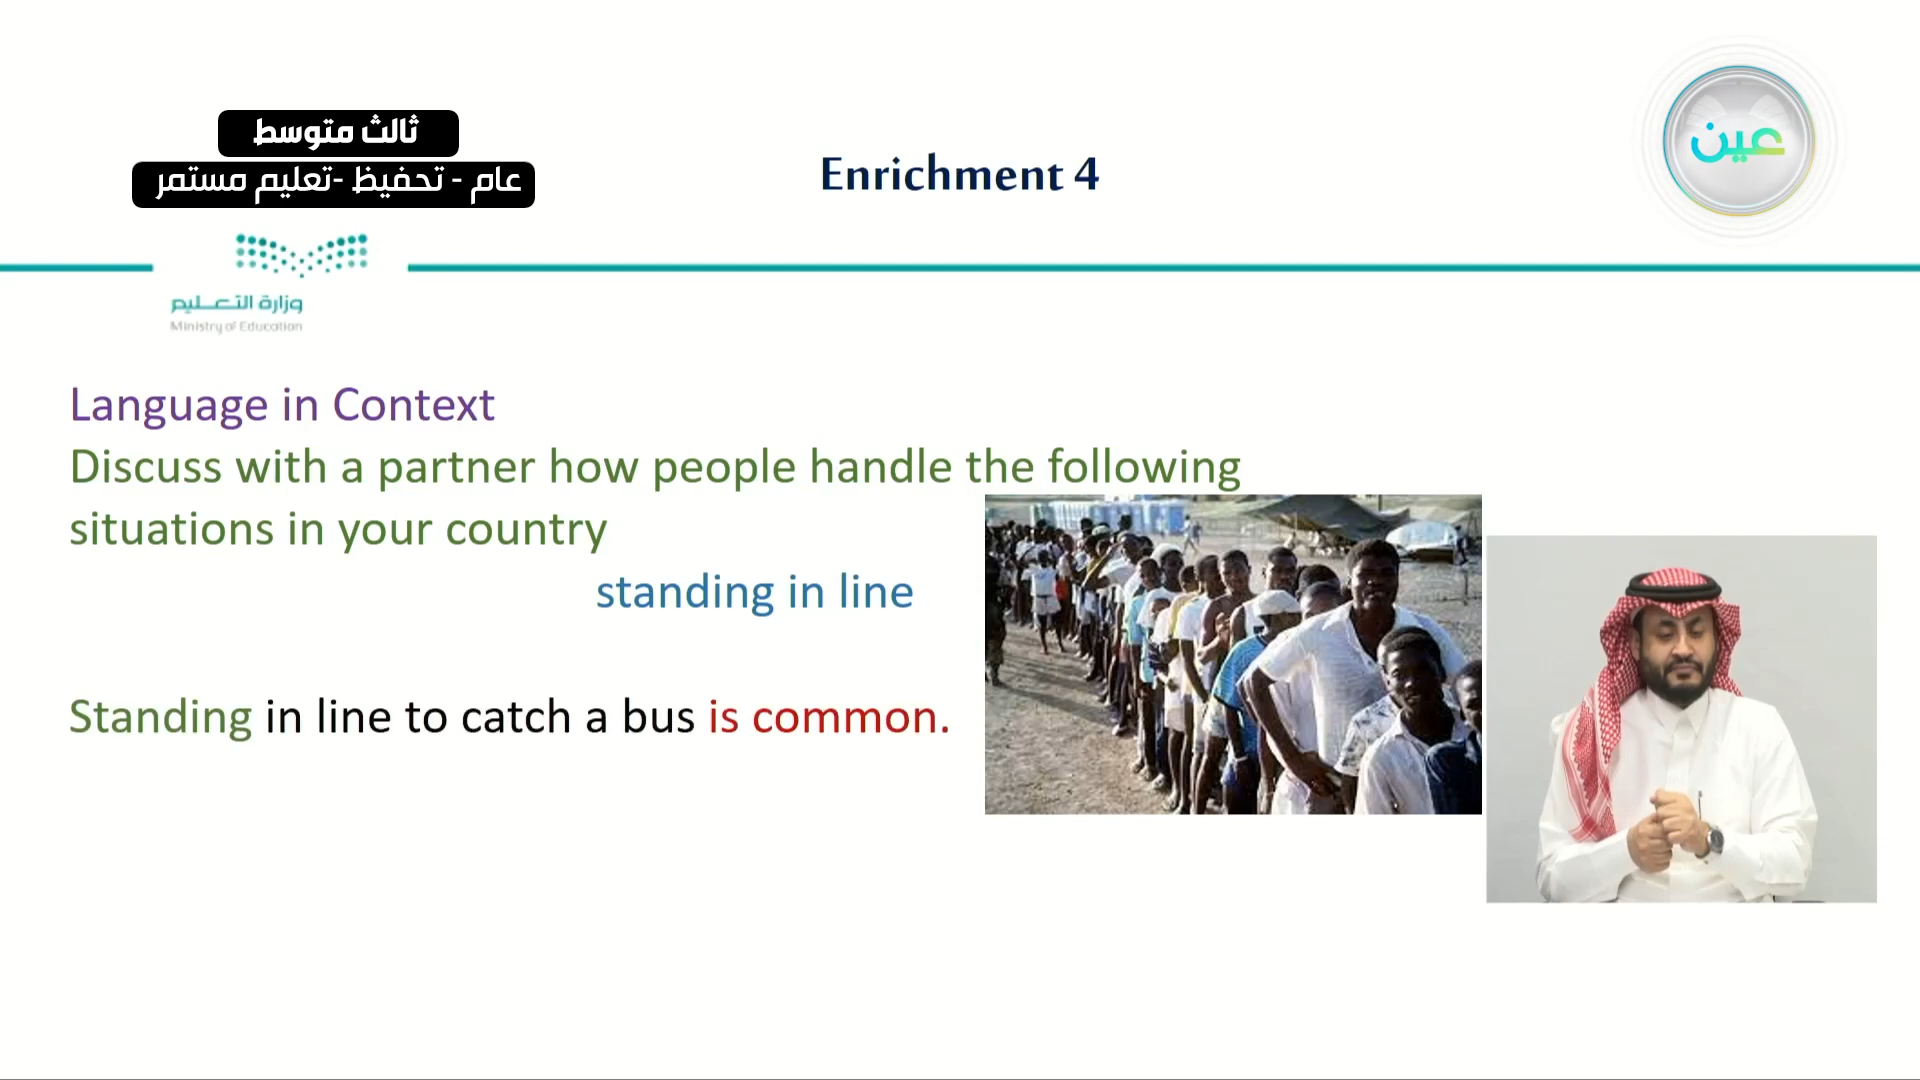 ثالث متوسط
عام - تحفيظ -تعليم مستمر
Enrichment 4
عين
وزارة التعليم
Ministry of Education
Language in Context
Discuss with a partner how people handle the following
situations in your country
standing in line
Standing in line to catch a bus is common.